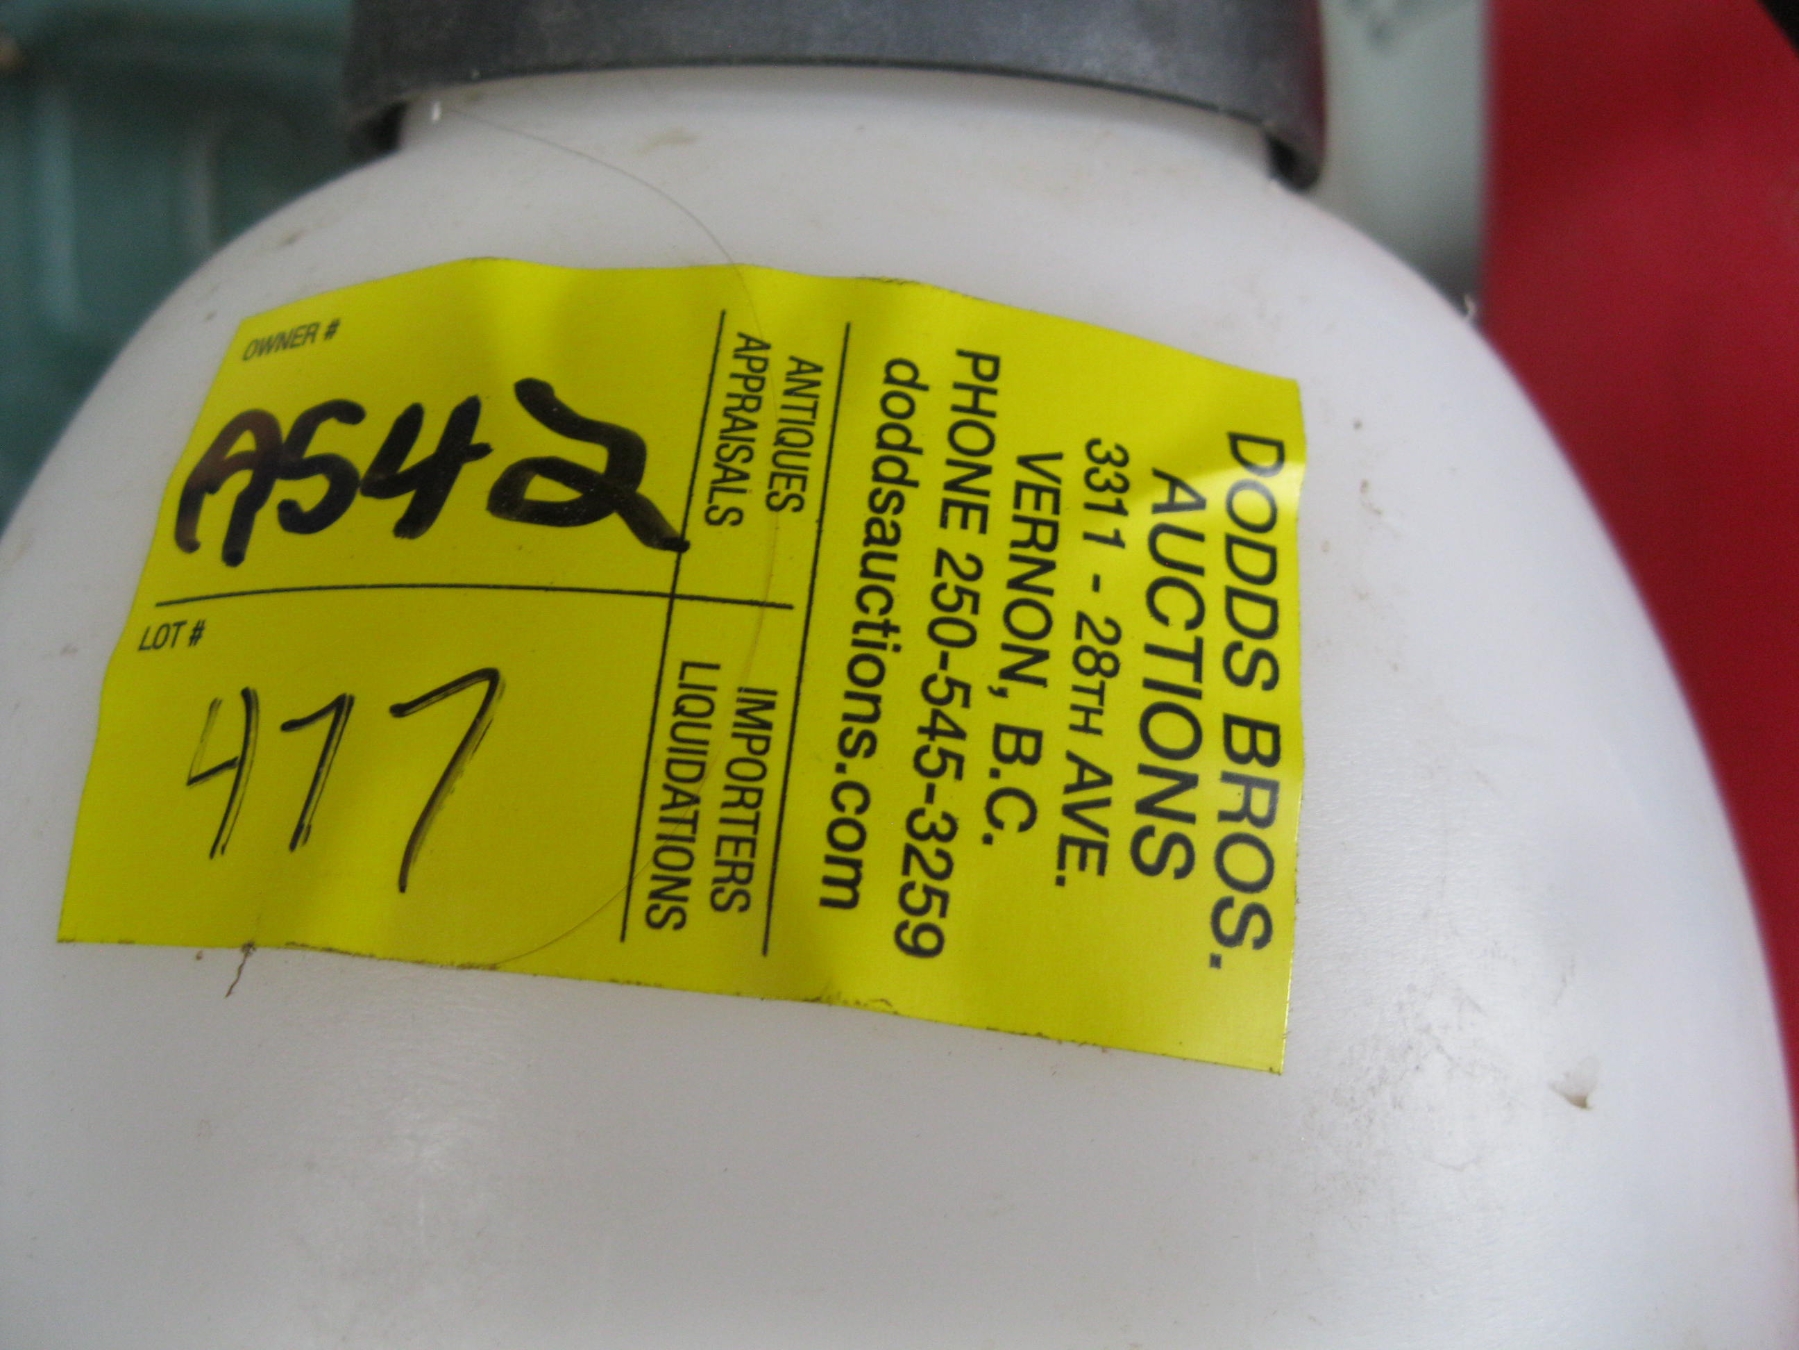 DODDS BROS.
AUCTIONS
3311 - 28TH AVE.
VERNON, B.C.
PHONE 250-545-3259
doddsauctions.com
ANTIQUES
APPRAISALS
IMPORTERS
LIQUIDATIONS
OWNER #
A542
LOT #
477